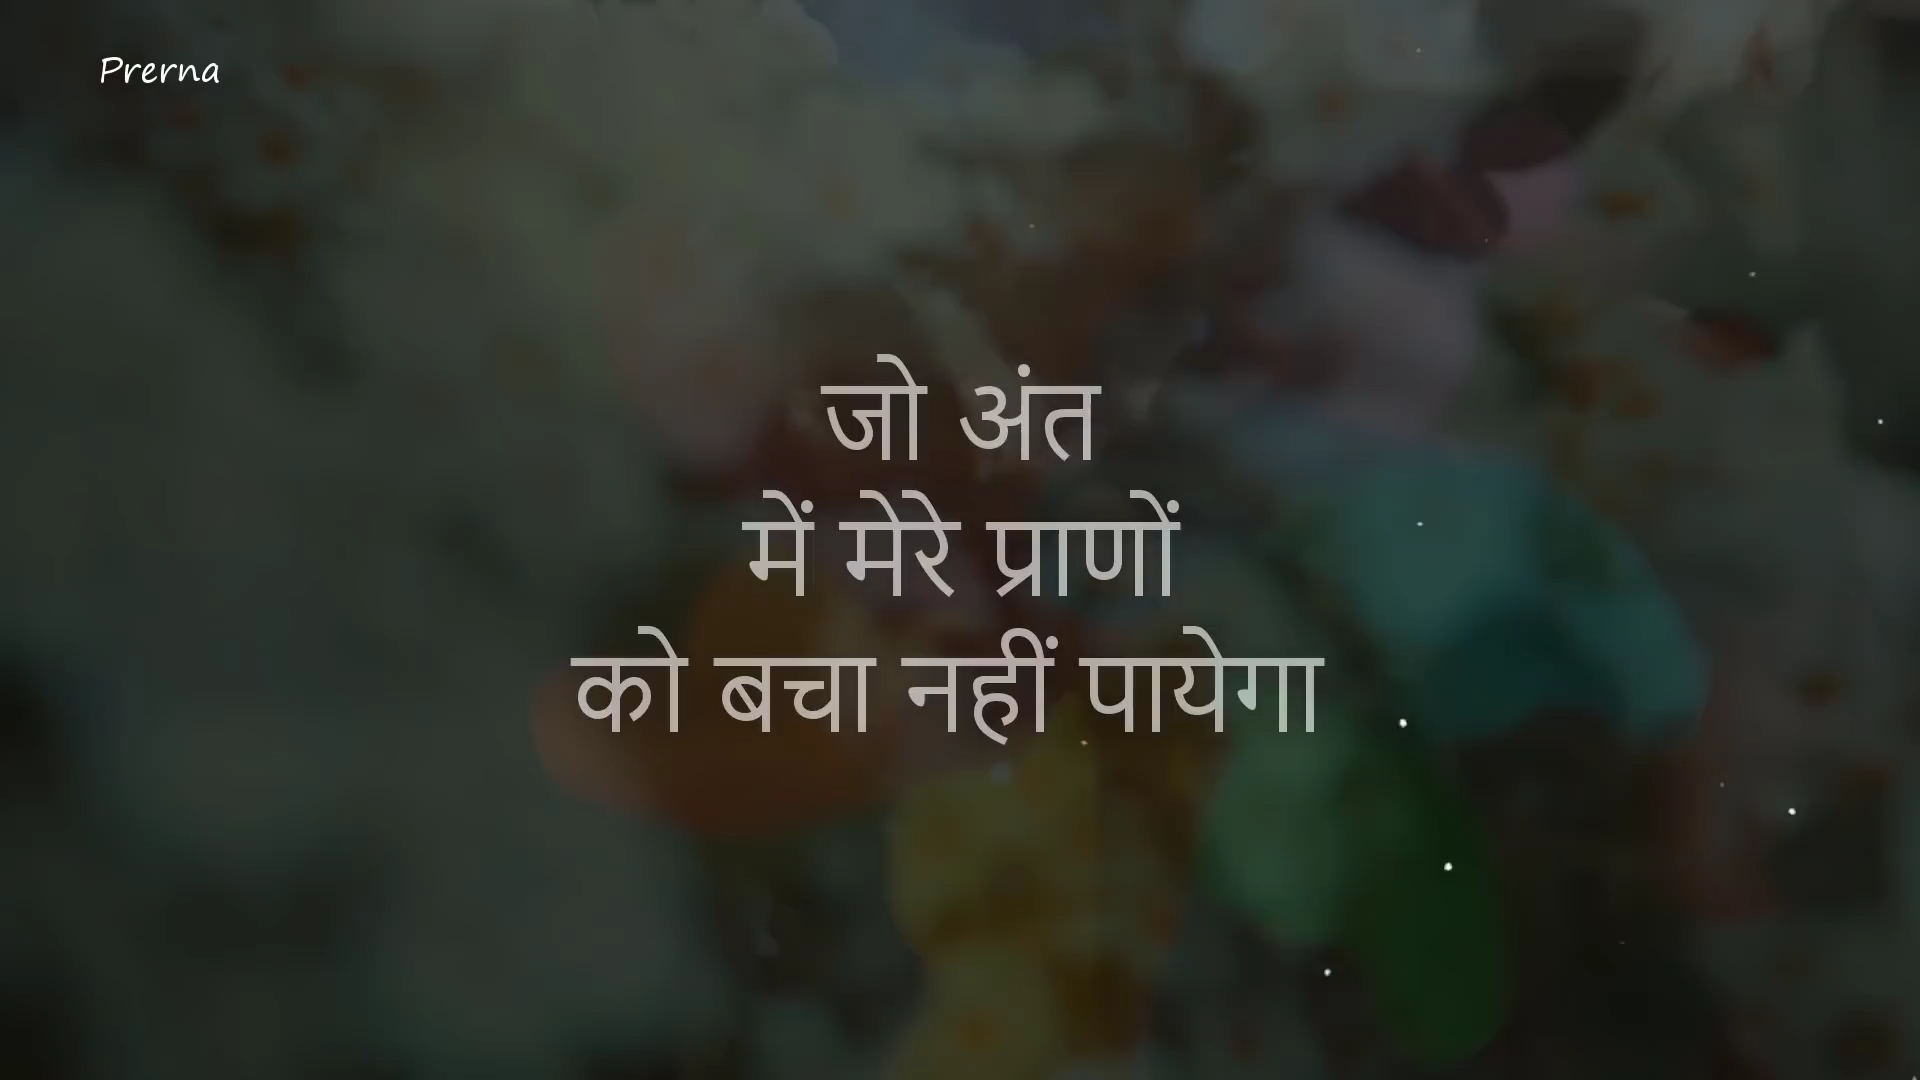 Prerna
जो अंत
में मेरे प्राणों
को बचा नहीं पायेगा